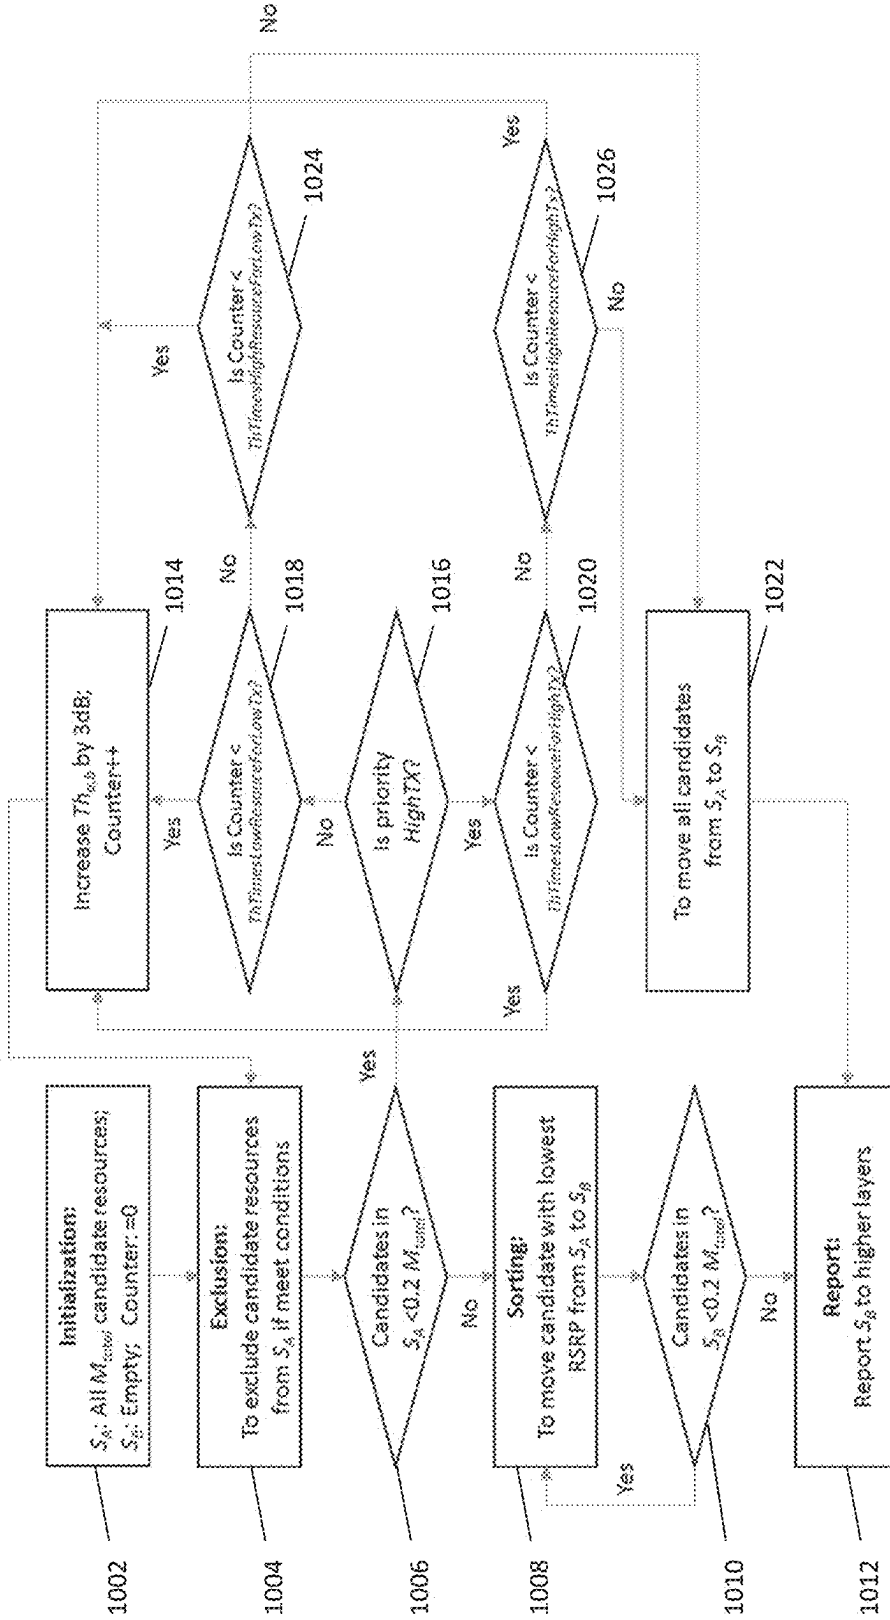 Initialization:
S_A: All M_total candidate resources;
S_B: Empty; Counter:=0
1002
Exclusion:
To exclude candidate resources
from S_A if meet conditions
1004
Candidates in
S_A <0.2 M_total?
1006
Yes
No
Sorting:
To move candidate with lowest
RSRP from S_A to S_B
1008
Candidates in
S_B <0.2 M_total?
1010
Yes
No
Report:
Report S_B to higher layers
1012
Increase Th_a,b by 3dB;
Counter++
1014
Yes
Is Counter <
ThTimesLowResourceForLowTx?
1018
No
No
Is priority
HighTX?
1016
Yes
Is Counter <
ThTimesLowResourceForHighTx?
1020
Yes
No
To move all candidates
from S_A to S_B
1022
Yes
Is Counter <
ThTimesHighResourceForLowTx?
1024
No
Is Counter <
ThTimesHighResourceForHighTx?
1026
Yes
No